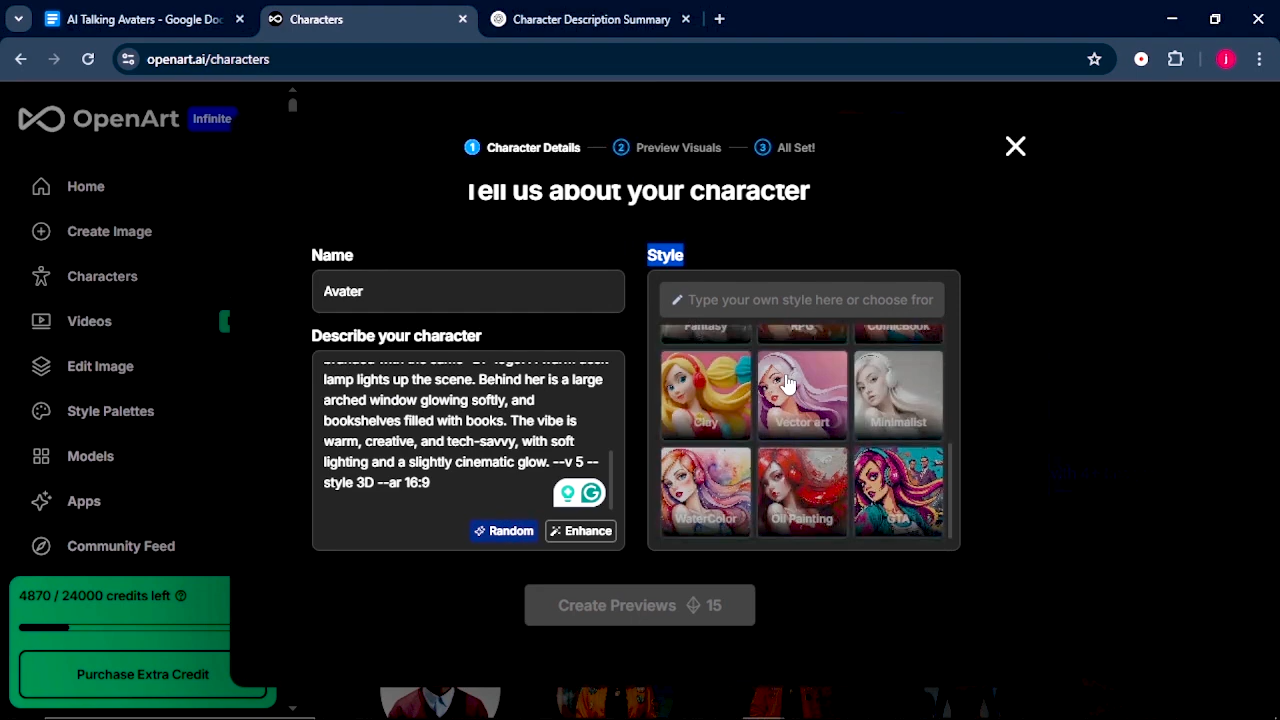 AI Talking Avaters - Google Doc
Characters
Character Description Summary
openart.ai/characters
j
OpenArt
Infinite
Home
Create Image
Characters
Videos
Edit Image
Style Palettes
Models
Apps
Community Feed
4870 / 24000 credits left
Purchase Extra Credit
1 Character Details
2 Preview Visuals
3 All Set!
Tell us about your character
Name
Avater
Describe your character
lamp lights up the scene. Behind her is a large
arched window glowing softly, and
bookshelves filled with books. The vibe is
warm, creative, and tech-savvy, with soft
lighting and a slightly cinematic glow. --v 5 --
style 3D --ar 16:9
Random
Enhance
Style
Type your own style here or choose fror
Fantasy
RPG
ComicBook
Clay
Vector art
Minimalist
WaterColor
Oil Painting
GTA
Create Previews 15